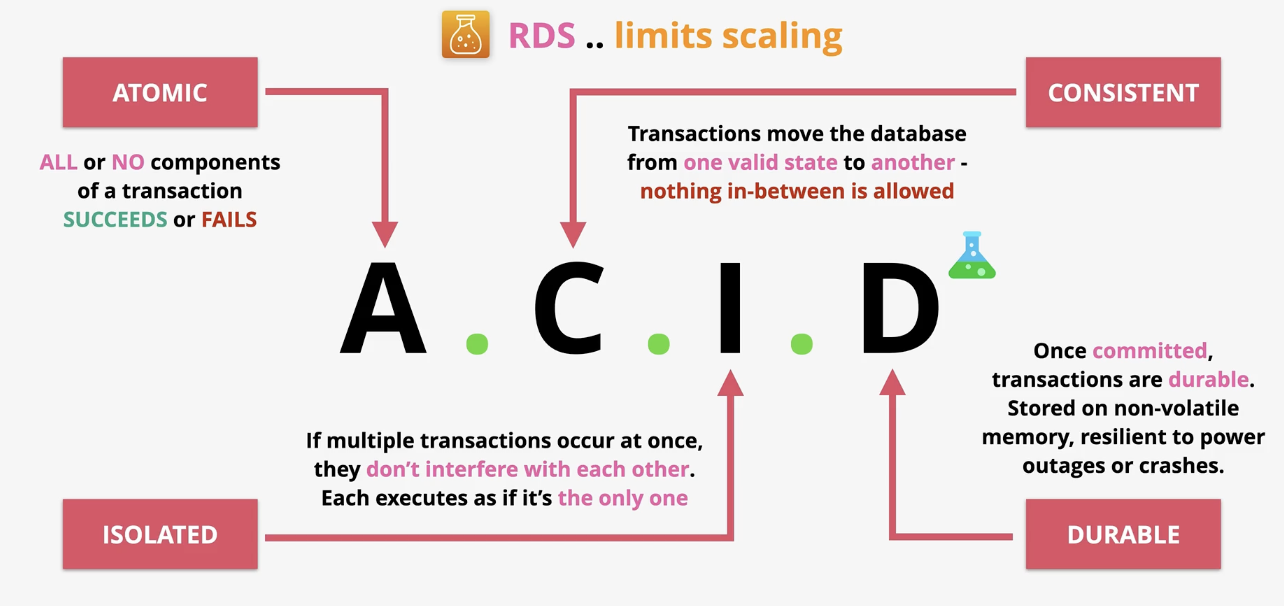 RDS .. limits scaling
ATOMIC
ALL or NO components
of a transaction
SUCCEEDS or FAILS
CONSISTENT
Transactions move the database
from one valid state to another -
nothing in-between is allowed
A . C . I . D
If multiple transactions occur at once,
they don’t interfere with each other.
Each executes as if it’s the only one
ISOLATED
Once committed,
transactions are durable.
Stored on non-volatile
memory, resilient to power
outages or crashes.
DURABLE